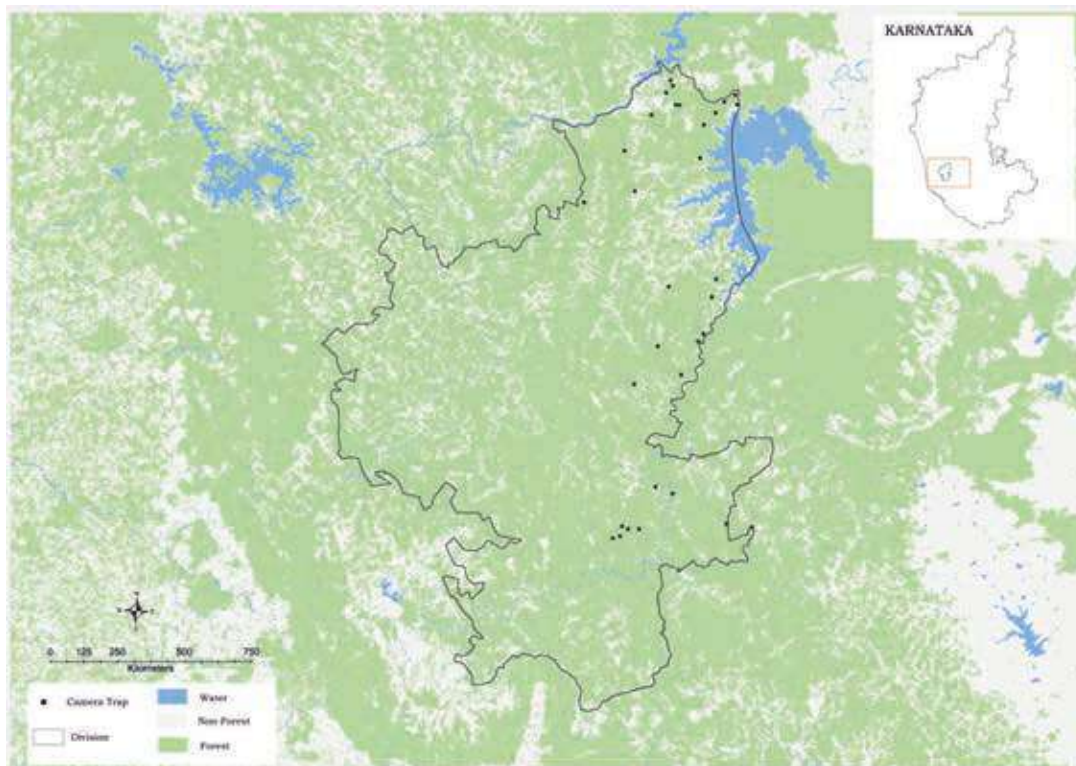 KARNATAKA
N
0 125 250 500 750
Kilometers
Camera Trap
Division
Water
Non-Forest
Forest